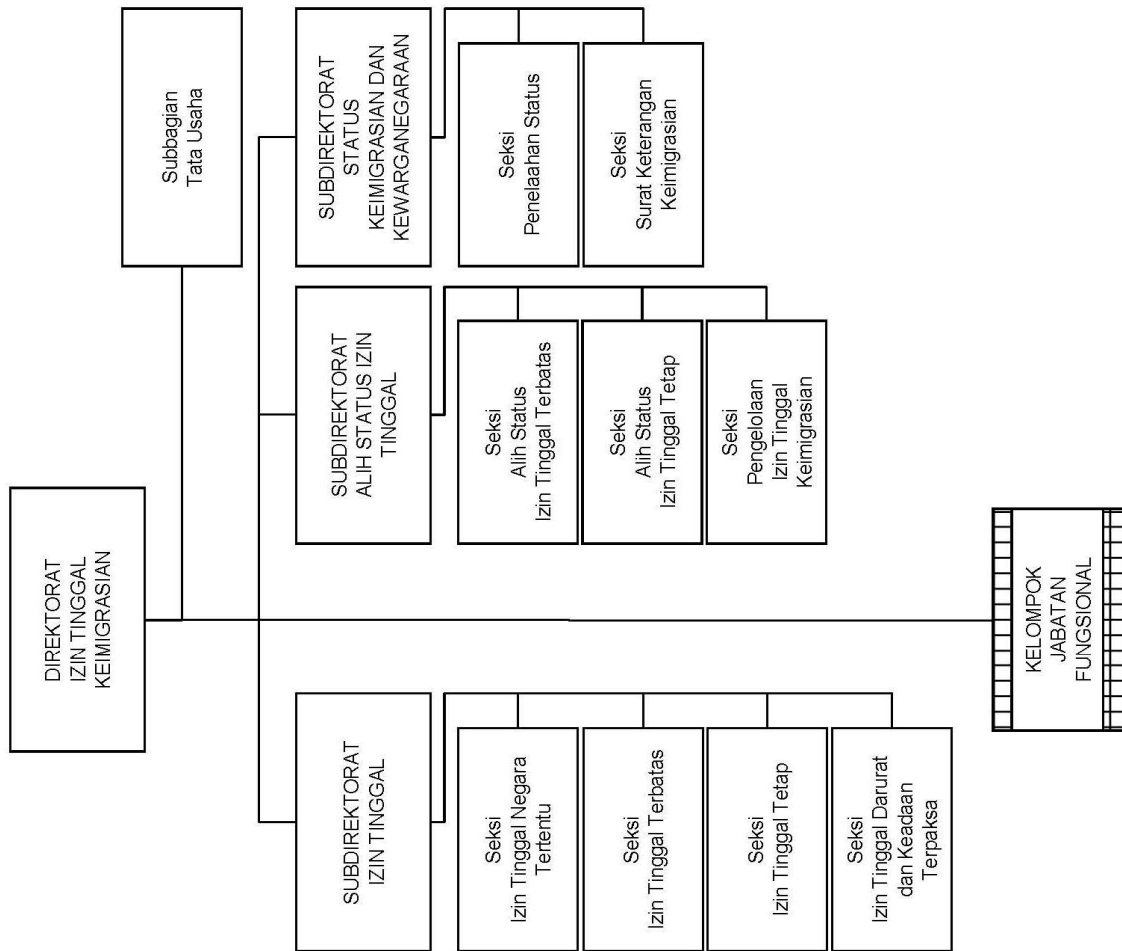 DIREKTORAT
IZIN TINGGAL
KEIMIGRASIAN
Subbagian
Tata Usaha
SUBDIREKTORAT
IZIN TINGGAL
SUBDIREKTORAT
ALIH STATUS IZIN
TINGGAL
SUBDIREKTORAT
STATUS
KEIMIGRASIAN DAN
KEWARGANEGARAAN
Seksi
Izin Tinggal Negara
Tertentu
Seksi
Izin Tinggal Terbatas
Seksi
Izin Tinggal Tetap
Seksi
Izin Tinggal Darurat
dan Keadaan
Terpaksa
Seksi
Alih Status
Izin Tinggal Terbatas
Seksi
Alih Status
Izin Tinggal Tetap
Seksi
Pengelolaan
Izin Tinggal
Keimigrasian
Seksi
Penelaahan Status
Seksi
Surat Keterangan
Keimigrasian
KELOMPOK
JABATAN
FUNGSIONAL